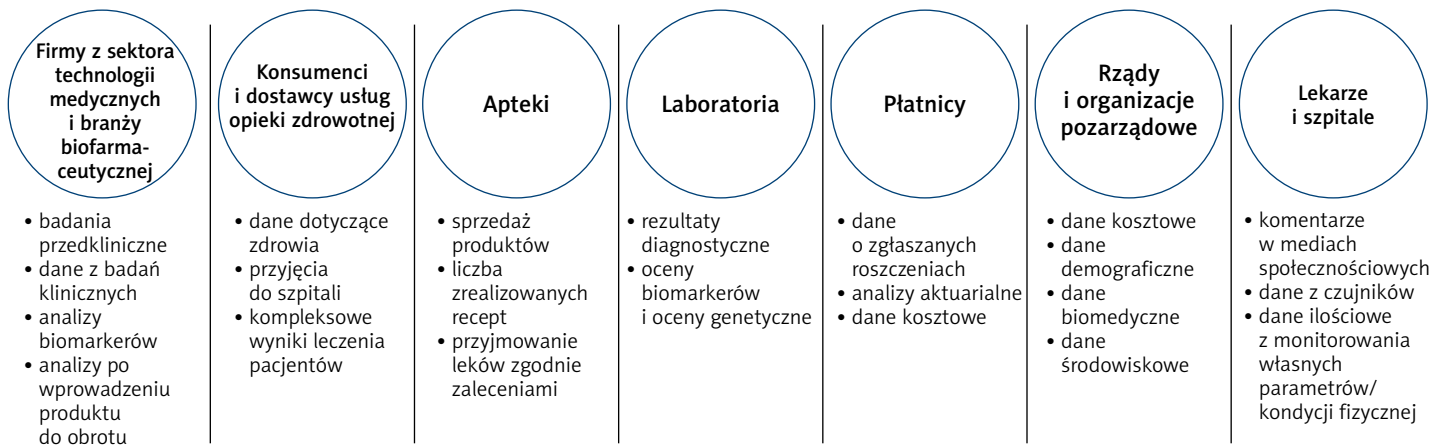 Firmy z sektora
technologii
medycznych
i branży
biofarma-
ceutycznej
• badania
przedkliniczne
• dane z badań
klinicznych
• analizy
biomarkerów
• analizy po
wprowadzeniu
produktu
do obrotu
Konsumenci
i dostawcy usług
opieki zdrowotnej
• dane dotyczące
zdrowia
• przyjęcia
do szpitali
• kompleksowe
wyniki leczenia
pacjentów
Apteki
• sprzedaż
produktów
• liczba
zrealizowanych
recept
• przyjmowanie
leków zgodnie
zaleceniami
Laboratoria
• rezultaty
diagnostyczne
• oceny
biomarkerów
i oceny genetyczne
Płatnicy
• dane
o zgłaszanych
roszczeniach
• analizy aktuarialne
• dane kosztowe
Rządy
i organizacje
pozarządowe
• dane kosztowe
• dane
demograficzne
• dane
biomedyczne
• dane
środowiskowe
Lekarze
i szpitale
• komentarze
w mediach
społecznościowych
• dane z czujników
• dane ilościowe
z monitorowania
własnych
parametrów/
kondycji fizycznej